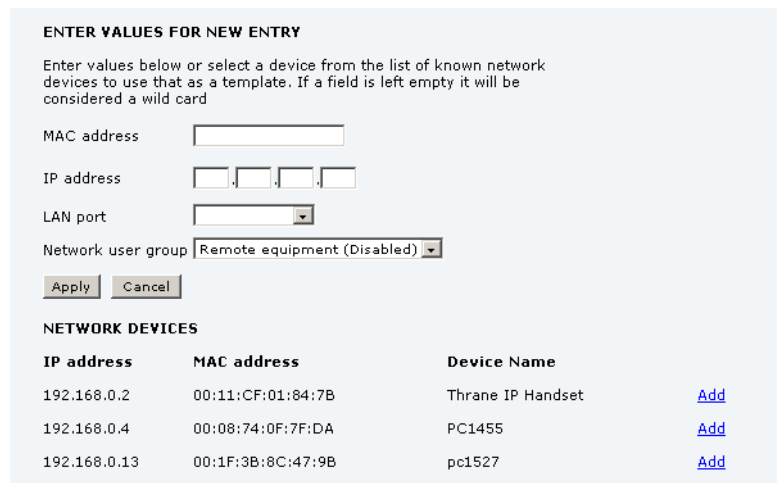 ENTER VALUES FOR NEW ENTRY
Enter values below or select a device from the list of known network
devices to use that as a template. If a field is left empty it will be
considered a wild card
MAC address
IP address . . .
LAN port
Network user group Remote equipment (Disabled)
Apply Cancel
NETWORK DEVICES
IP address MAC address Device Name
192.168.0.2 00:11:CF:01:84:7B Thrane IP Handset Add
192.168.0.4 00:08:74:0F:7F:DA PC1455 Add
192.168.0.13 00:1F:3B:8C:47:9B pc1527 Add